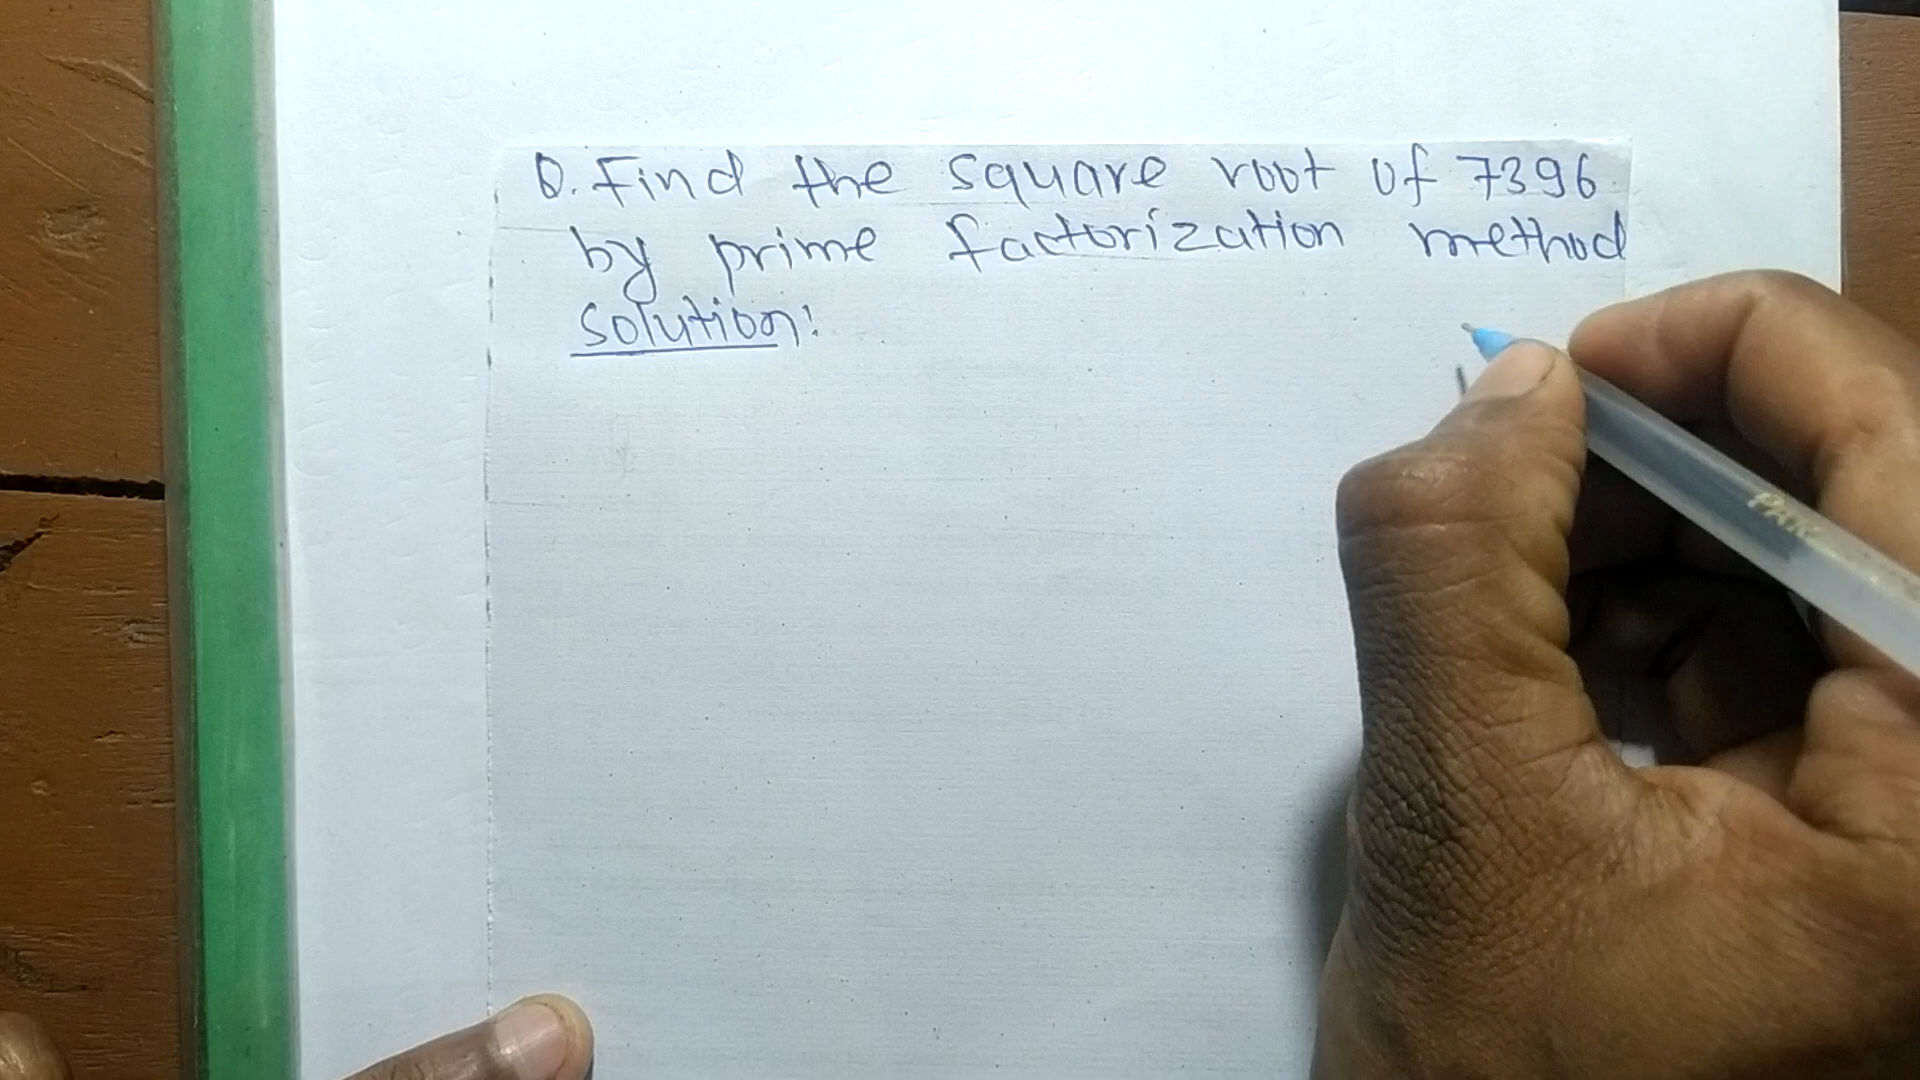 Q. Find the square root of 7396
by prime factorization method
Solution: